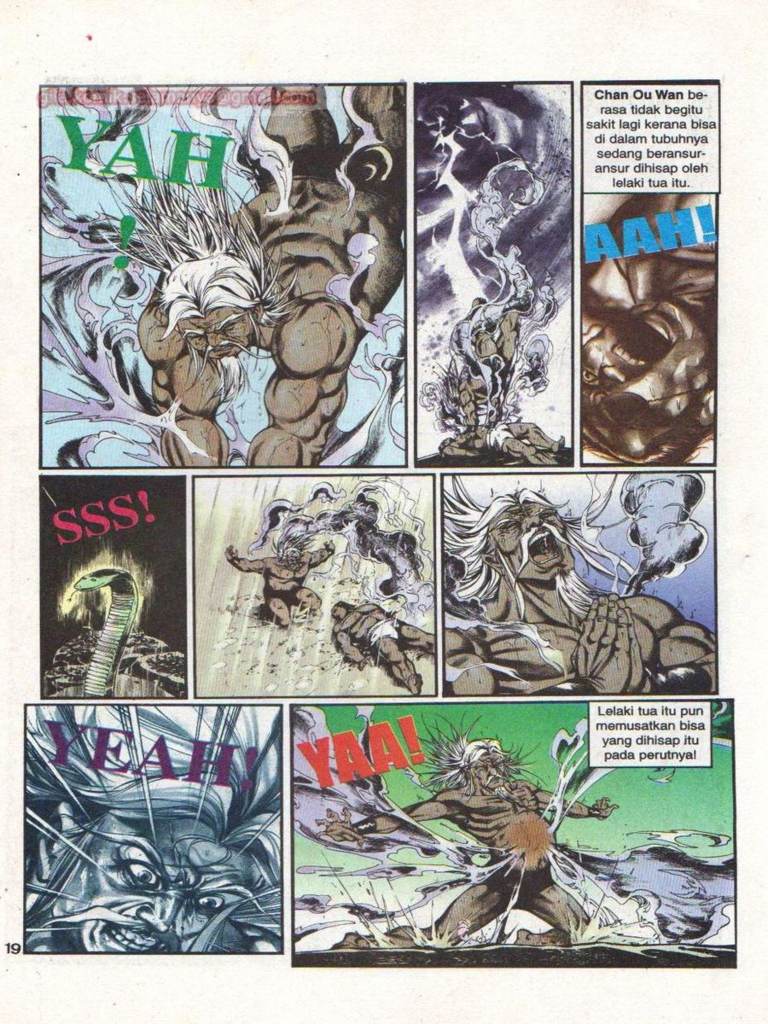 YAH
!
Chan Ou Wan be-
rasa tidak begitu
sakit lagi kerana bisa
di dalam tubuhnya
sedang beransur-
ansur dihisap oleh
lelaki tua itu.
AAH!
SSS!
YEAH!
YAA!
Lelaki tua itu pun
memusatkan bisa
yang dihisap itu
pada perutnya!
19